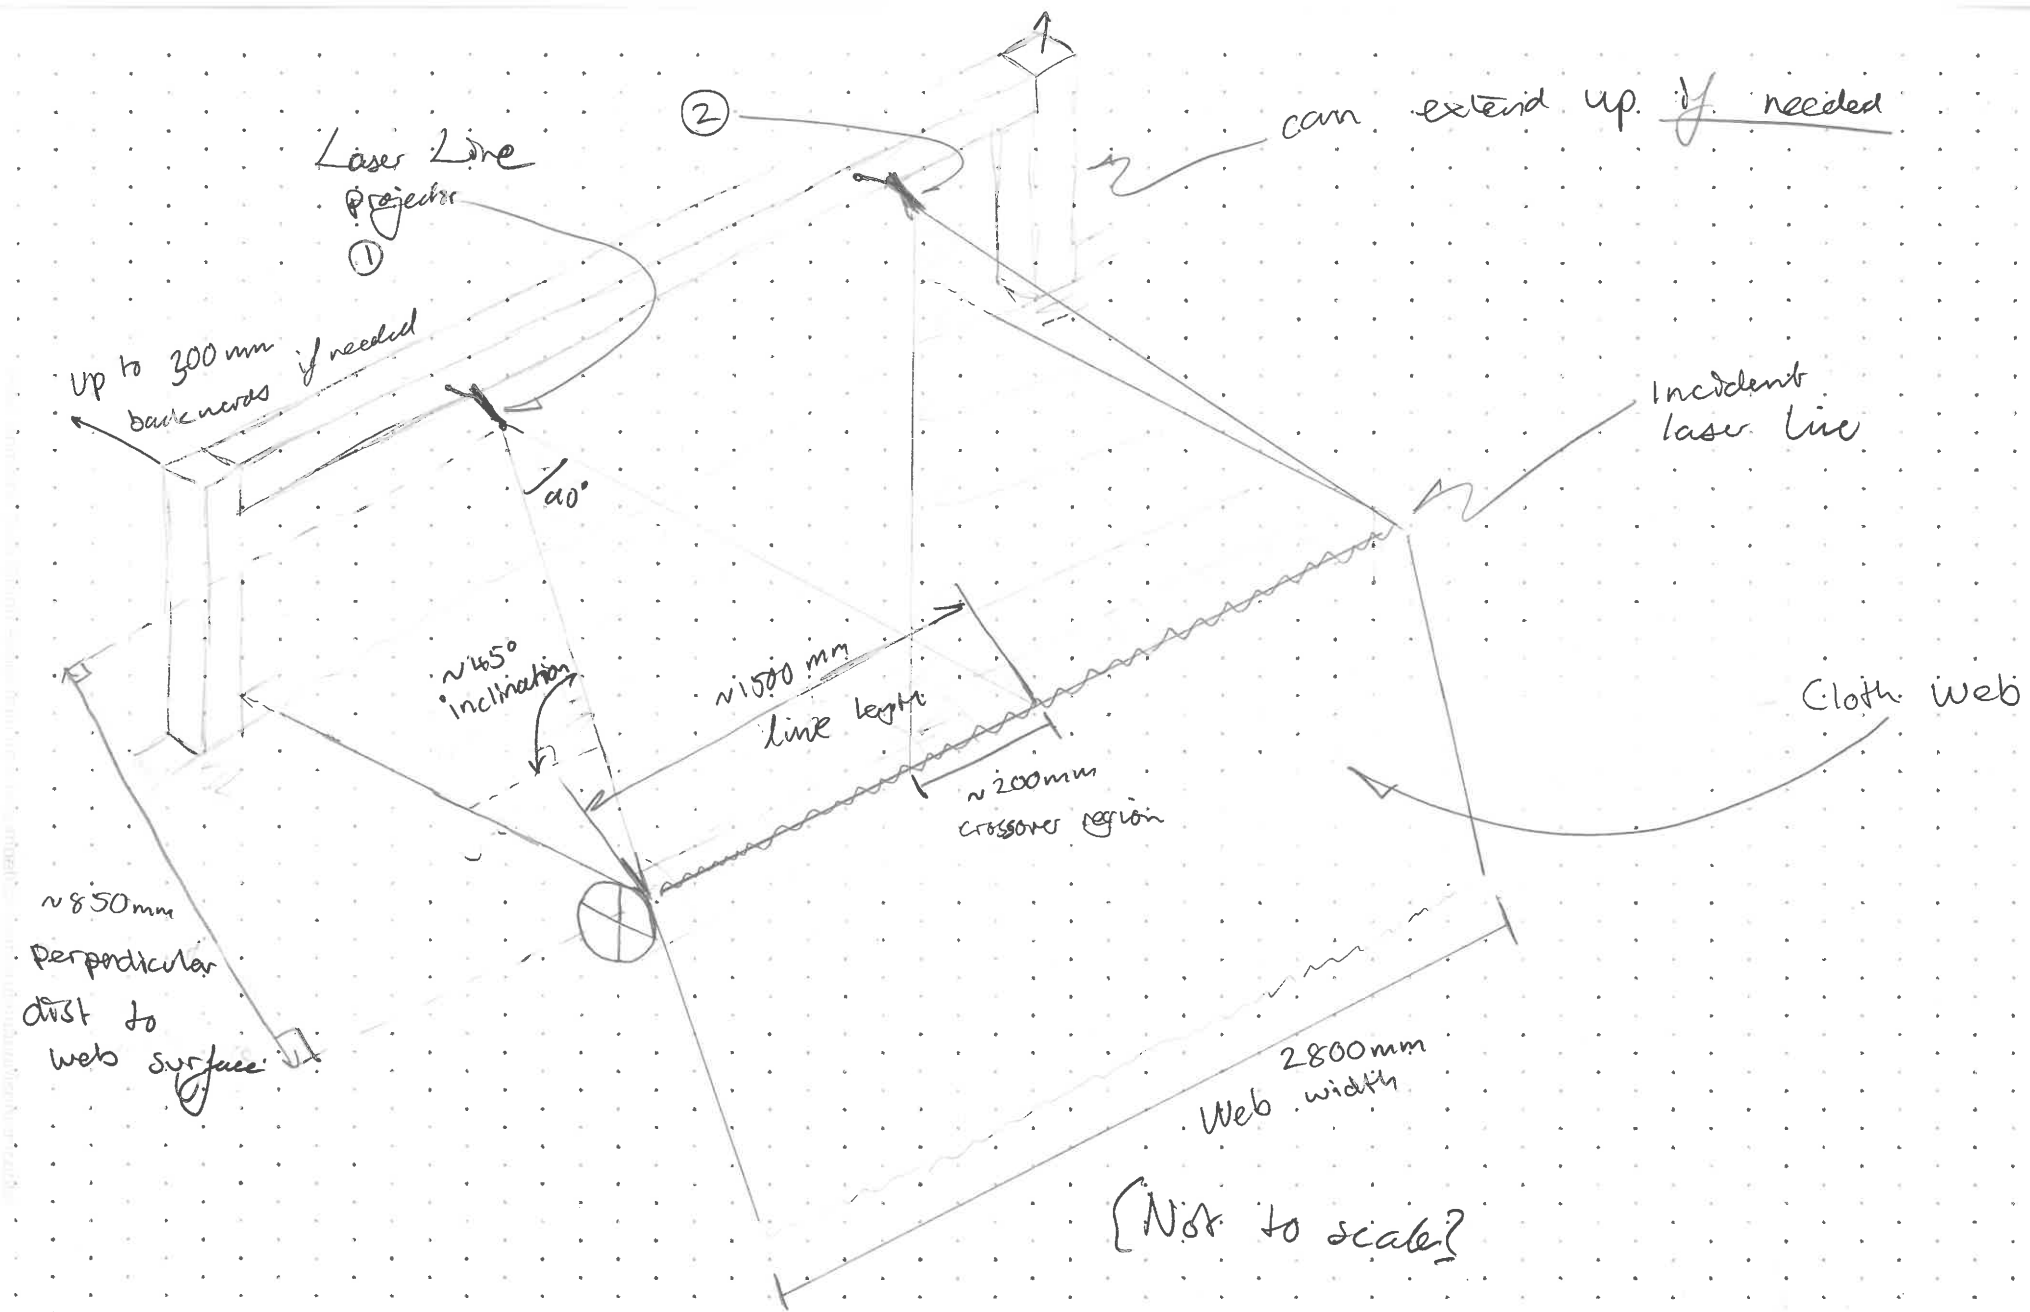 ②
can extend up if needed
Laser Line
projector
①
up to 300mm
backwards if needed
90°
Incident
laser line
~45°
inclination
~1500 mm
line length
Cloth web
~200mm
crossover region
~850mm
perpendicular
dist to
web surface
2800mm
Web width
[Not to scale]